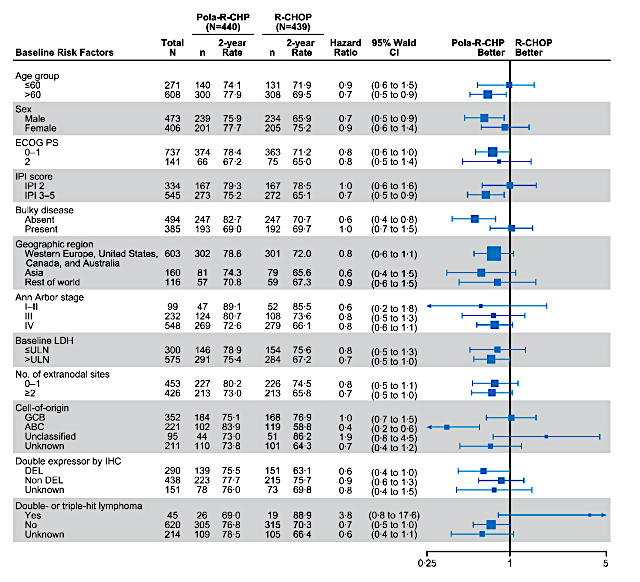 Pola-R-CHP R-CHOP
(N=440) (N=439)
Total 2-year 2-year Hazard 95% Wald Pola-R-CHP R-CHOP
Baseline Risk Factors N n Rate n Rate Ratio CI Better Better
Age group
≤60 271 140 74·1 131 71·9 0·9 (0·6 to 1·5)
>60 608 300 77·9 308 69·5 0·7 (0·5 to 0·9)
Sex
Male 473 239 75·9 234 65·9 0·7 (0·5 to 0·9)
Female 406 201 77·7 205 75·2 0·9 (0·6 to 1·4)
ECOG PS
0–1 737 374 78·4 363 71·2 0·8 (0·6 to 1·0)
2 141 66 67·2 75 65·0 0·8 (0·5 to 1·4)
IPI score
IPI 2 334 167 79·3 167 78·5 1·0 (0·6 to 1·6)
IPI 3–5 545 273 75·2 272 65·1 0·7 (0·5 to 0·9)
Bulky disease
Absent 494 247 82·7 247 70·7 0·6 (0·4 to 0·8)
Present 385 193 69·0 192 69·7 1·0 (0·7 to 1·5)
Geographic region
Western Europe, United States, 603 302 78·6 301 72·0 0·8 (0·6 to 1·1)
Canada, and Australia
Asia 160 81 74·3 79 65·6 0·6 (0·4 to 1·5)
Rest of world 116 57 70·8 59 67·3 0·9 (0·6 to 1·5)
Ann Arbor stage
I–II 99 47 89·1 52 85·5 0·6 (0·2 to 1·8)
III 232 124 80·7 108 73·6 0·8 (0·5 to 1·3)
IV 548 269 72·6 279 66·1 0·8 (0·6 to 1·1)
Baseline LDH
≤ULN 300 146 78·9 154 75·6 0·8 (0·5 to 1·3)
>ULN 575 291 75·4 284 67·2 0·7 (0·5 to 1·0)
No. of extranodal sites
0–1 453 227 80·2 226 74·5 0·8 (0·5 to 1·1)
≥2 426 213 73·0 213 65·8 0·7 (0·5 to 1·0)
Cell-of-origin
GCB 352 184 75·1 168 76·9 1·0 (0·7 to 1·5)
ABC 221 102 83·9 119 58·8 0·4 (0·2 to 0·6)
Unclassified 95 44 73·0 51 86·2 1·9 (0·8 to 4·5)
Unknown 211 110 73·8 101 64·3 0·7 (0·4 to 1·2)
Double expressor by IHC
DEL 290 139 75·5 151 63·1 0·6 (0·4 to 1·0)
Non DEL 438 223 77·7 215 75·7 0·9 (0·6 to 1·3)
Unknown 151 78 76·0 73 69·8 0·8 (0·4 to 1·5)
Double- or triple-hit lymphoma
Yes 45 26 69·0 19 88·9 3·8 (0·8 to 17·6)
No 620 305 76·8 315 70·3 0·7 (0·5 to 1·0)
Unknown 214 109 78·5 105 66·4 0·6 (0·4 to 1·1)
0·25 1 5